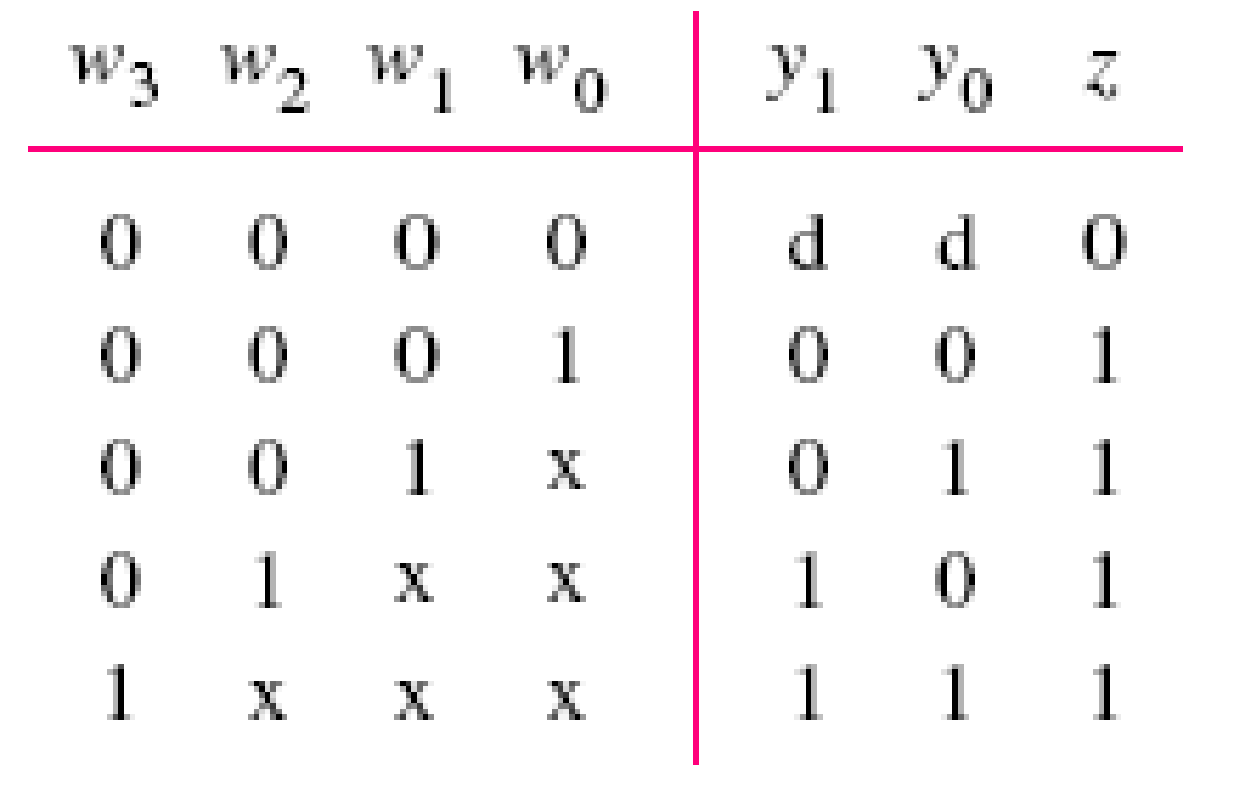 w₃ w₂ w₁ w₀ y₁ y₀ z
0 0 0 0 d d 0
0 0 0 1 0 0 1
0 0 1 x 0 1 1
0 1 x x 1 0 1
1 x x x 1 1 1